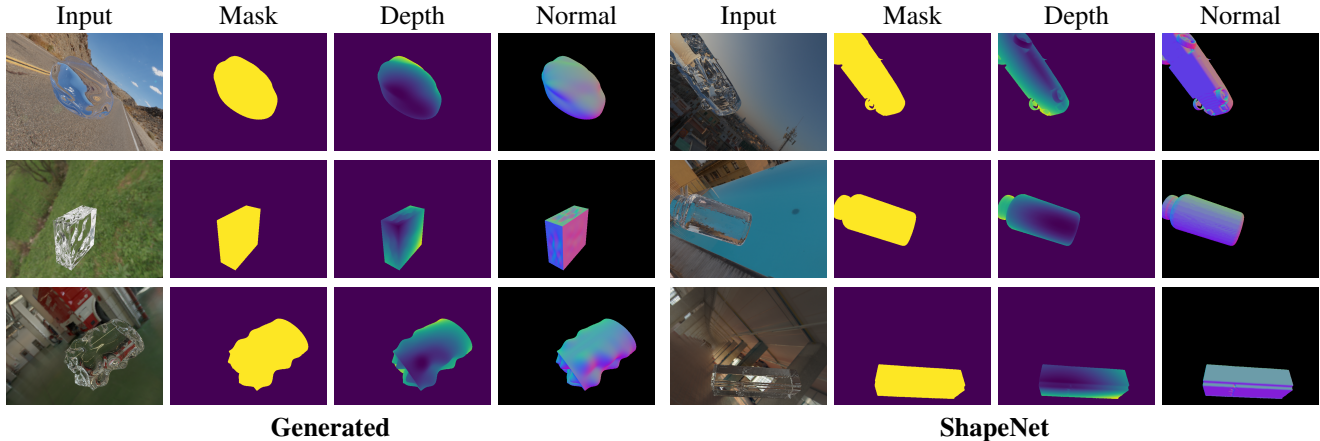 Input Mask Depth Normal Input Mask Depth Normal
Generated ShapeNet